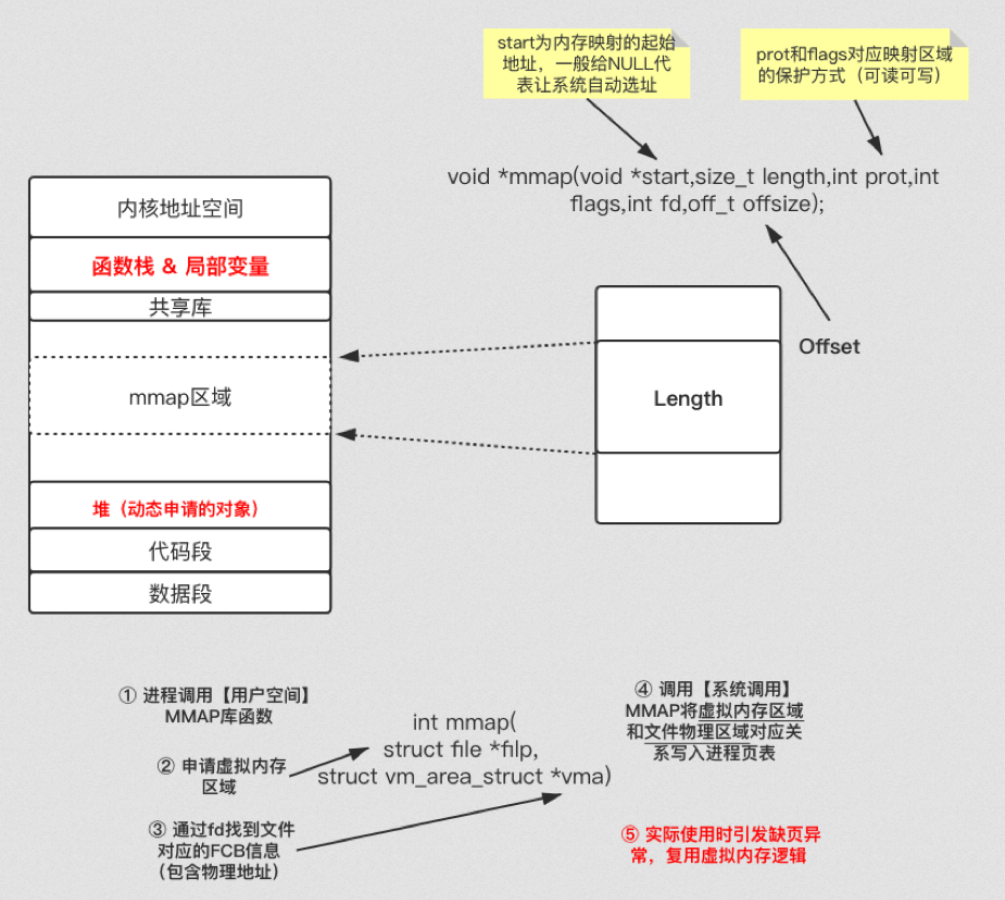 start为内存映射的起始
地址，一般给NULL代
表让系统自动选址
prot和flags对应映射区域
的保护方式（可读可写）
void *mmap(void *start,size_t length,int prot,int
flags,int fd,off_t offsize);
内核地址空间
函数栈 & 局部变量
共享库
mmap区域
堆（动态申请的对象）
代码段
数据段
Offset
Length
① 进程调用【用户空间】
MMAP库函数
② 申请虚拟内存
区域
③ 通过fd找到文件
对应的FCB信息
（包含物理地址）
int mmap(
struct file *filp,
struct vm_area_struct *vma)
④ 调用【系统调用】
MMAP将虚拟内存区域
和文件物理区域对应关
系写入进程页表
⑤ 实际使用时引发缺页异
常，复用虚拟内存逻辑